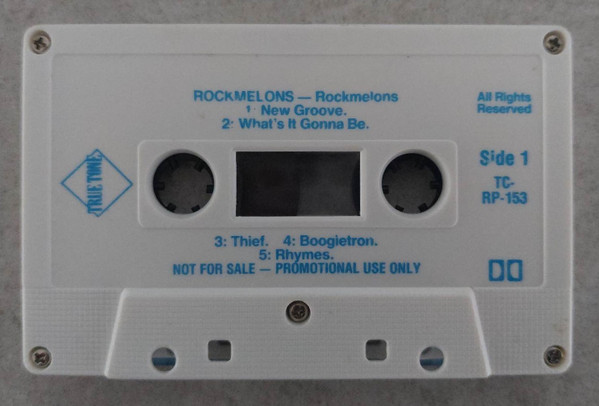 ROCKMELONS — Rockmelons
1: New Groove.
2: What's It Gonna Be.
All Rights
Reserved
TRUE TONE
Side 1
TC-
RP-153
3: Thief. 4: Boogietron.
5: Rhymes.
NOT FOR SALE — PROMOTIONAL USE ONLY